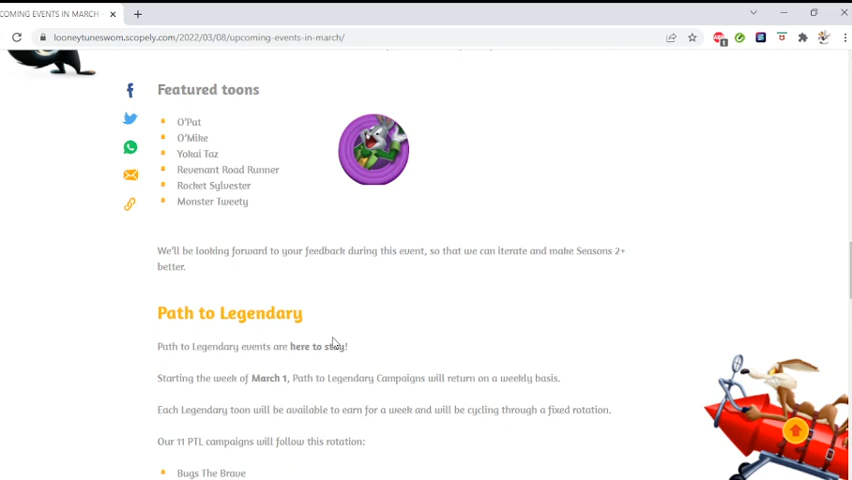 COMING EVENTS IN MARCH
looneytuneswom.scopely.com/2022/03/08/upcoming-events-in-march/
Featured toons
O'Pat
O'Mike
Yokai Taz
Revenant Road Runner
Rocket Sylvester
Monster Tweety
We'll be looking forward to your feedback during this event, so that we can iterate and make Seasons 2+
better.
Path to Legendary
Path to Legendary events are here to stay!
Starting the week of March 1, Path to Legendary Campaigns will return on a weekly basis.
Each Legendary toon will be available to earn for a week and will be cycling through a fixed rotation.
Our 11 PTL campaigns will follow this rotation:
Bugs The Brave